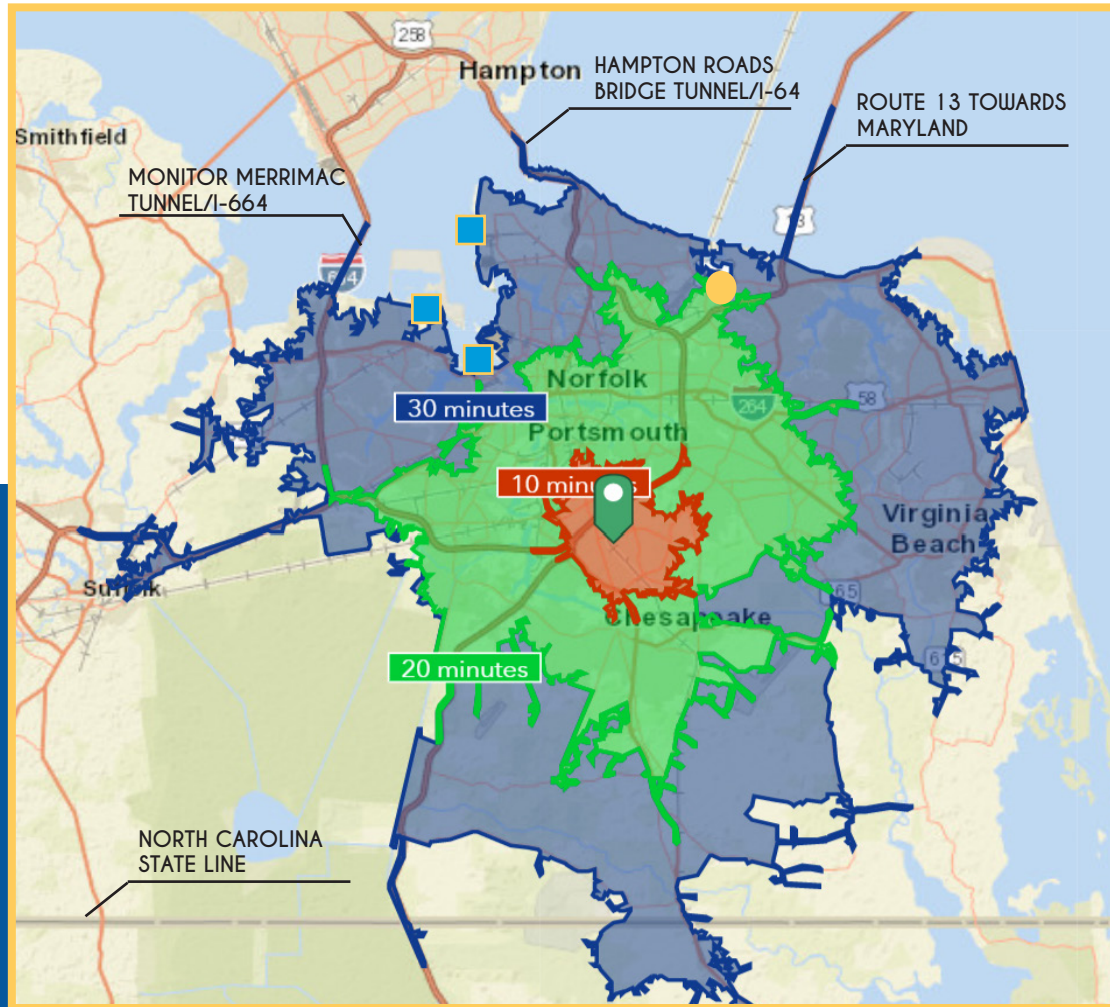 258
Hampton
HAMPTON ROADS
BRIDGE TUNNEL/I-64
ROUTE 13 TOWARDS
MARYLAND
Smithfield
MONITOR MERRIMAC
TUNNEL/I-664
13
Norfolk
30 minutes
264
58
Portsmouth
10 minutes
Virginia
Beach
Suffolk
Chesapeake
20 minutes
615
NORTH CAROLINA
STATE LINE